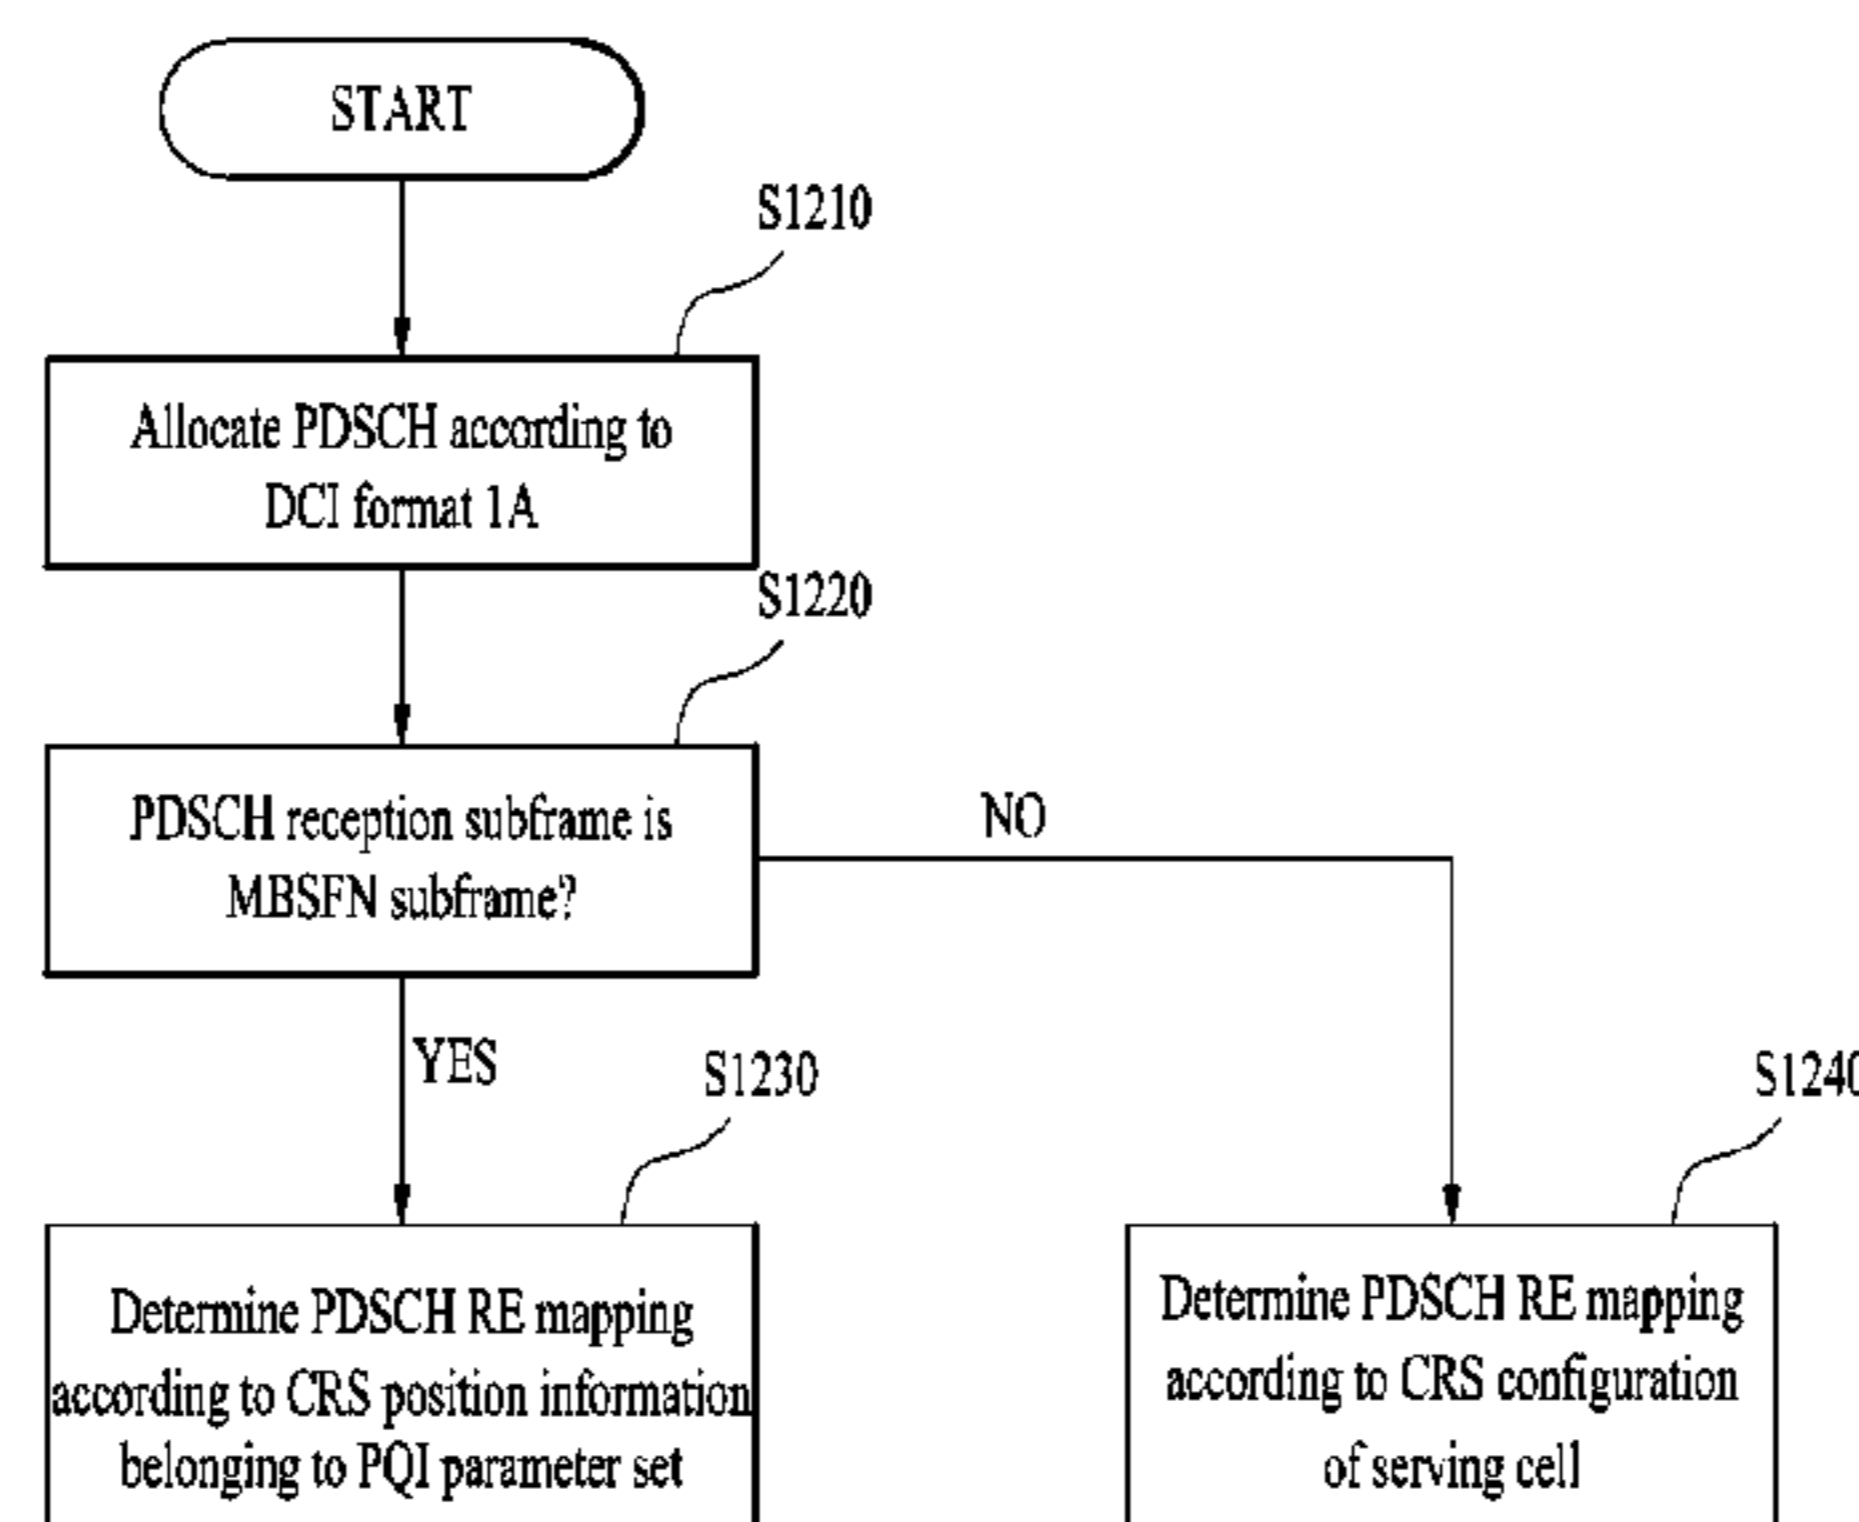 START
S1210
Allocate PDSCH according to
DCI format 1A
S1220
PDSCH reception subframe is
MBSFN subframe?
NO
YES
S1230
S1240
Determine PDSCH RE mapping
according to CRS position information
belonging to PQI parameter set
Determine PDSCH RE mapping
according to CRS configuration
of serving cell